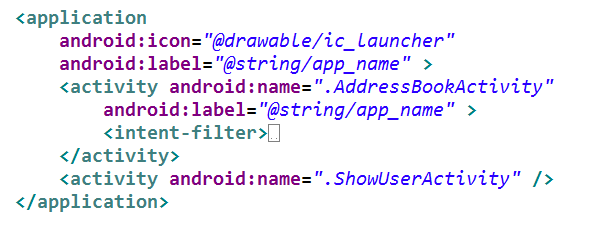 <application
android:icon="@drawable/ic_launcher"
android:label="@string/app_name" >
<activity android:name=".AddressBookActivity"
android:label="@string/app_name" >
<intent-filter>..
</activity>
<activity android:name=".ShowUserActivity" />
</application>